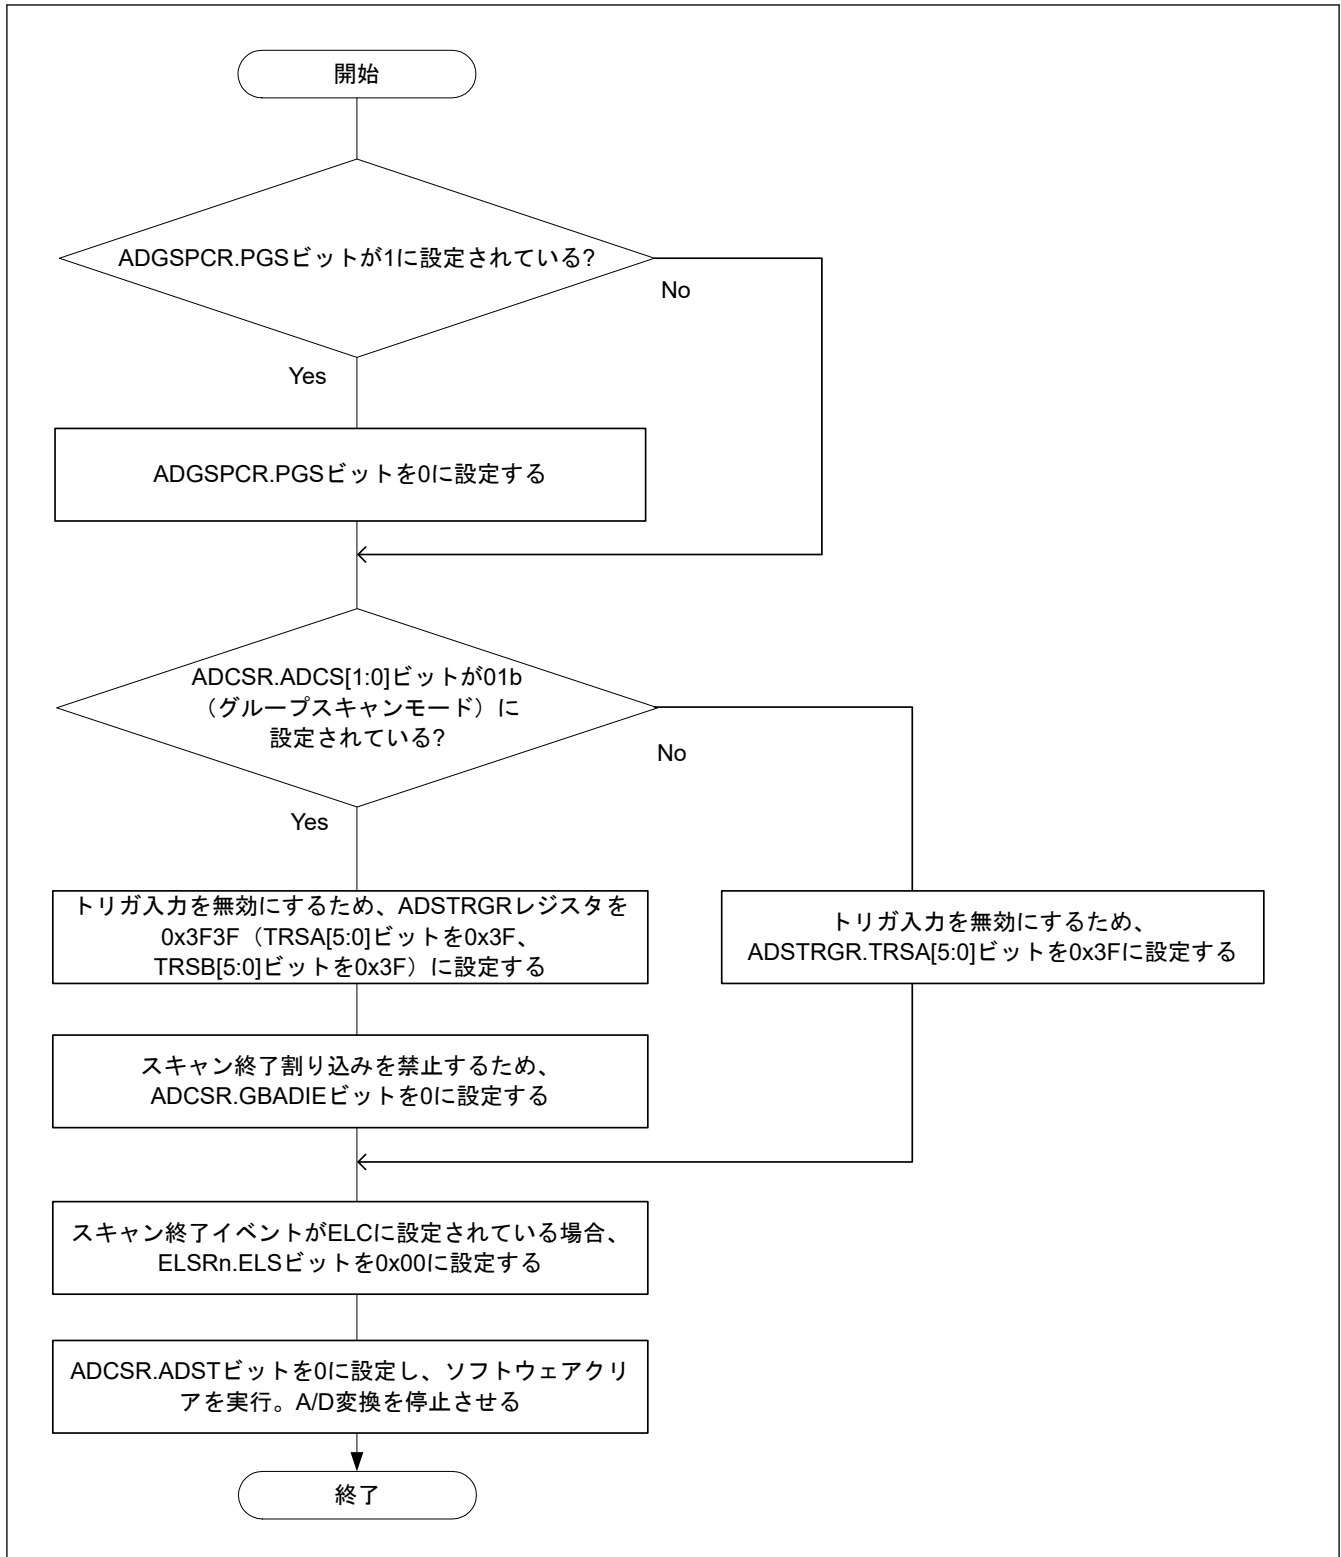 開始
ADGSPCR.PGSビットが1に設定されている?
No
Yes
ADGSPCR.PGSビットを0に設定する
ADCSR.ADCS[1:0]ビットが01b
（グループスキャンモード）に
設定されている?
No
Yes
トリガ入力を無効にするため、ADSTRGRレジスタを
0x3F3F（TRSA[5:0]ビットを0x3F、
TRSB[5:0]ビットを0x3F）に設定する
トリガ入力を無効にするため、
ADSTRGR.TRSA[5:0]ビットを0x3Fに設定する
スキャン終了割り込みを禁止するため、
ADCSR.GBADIEビットを0に設定する
スキャン終了イベントがELCに設定されている場合、
ELSRn.ELSビットを0x00に設定する
ADCSR.ADSTビットを0に設定し、ソフトウェアクリ
アを実行。A/D変換を停止させる
終了